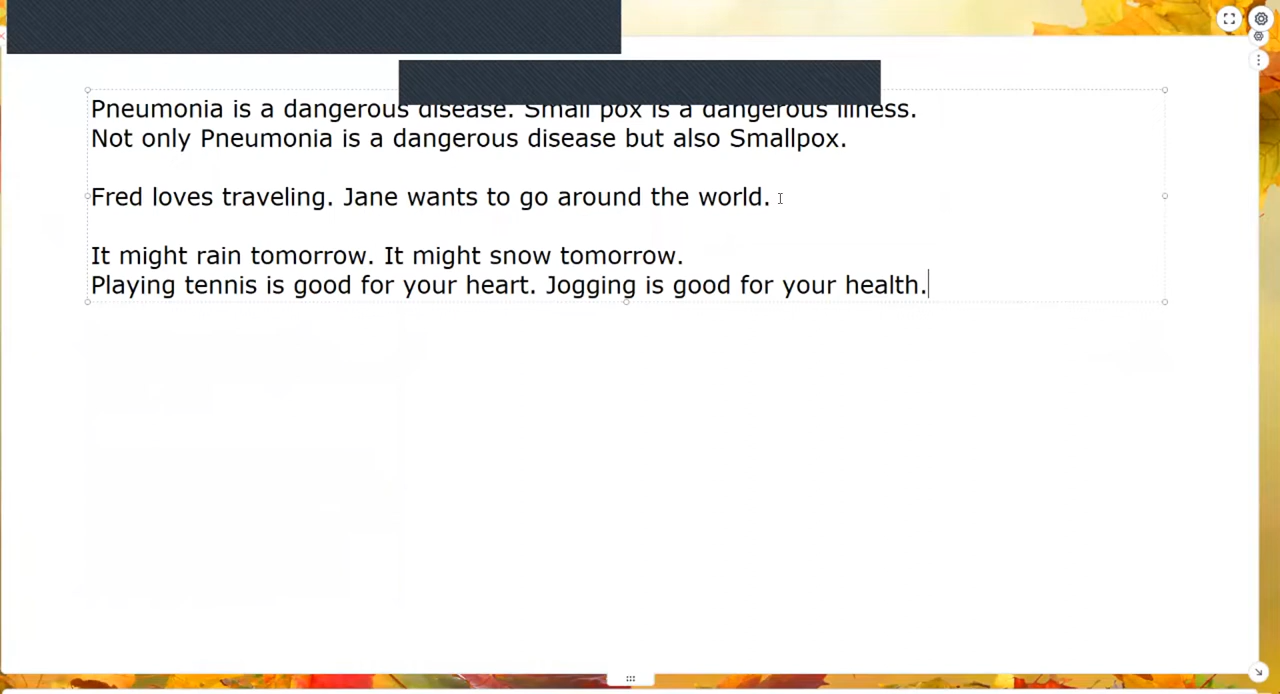 Pneumonia is a dangerous disease. Small pox is a dangerous illness.
Not only Pneumonia is a dangerous disease but also Smallpox.
Fred loves traveling. Jane wants to go around the world.
It might rain tomorrow. It might snow tomorrow.
Playing tennis is good for your heart. Jogging is good for your health.